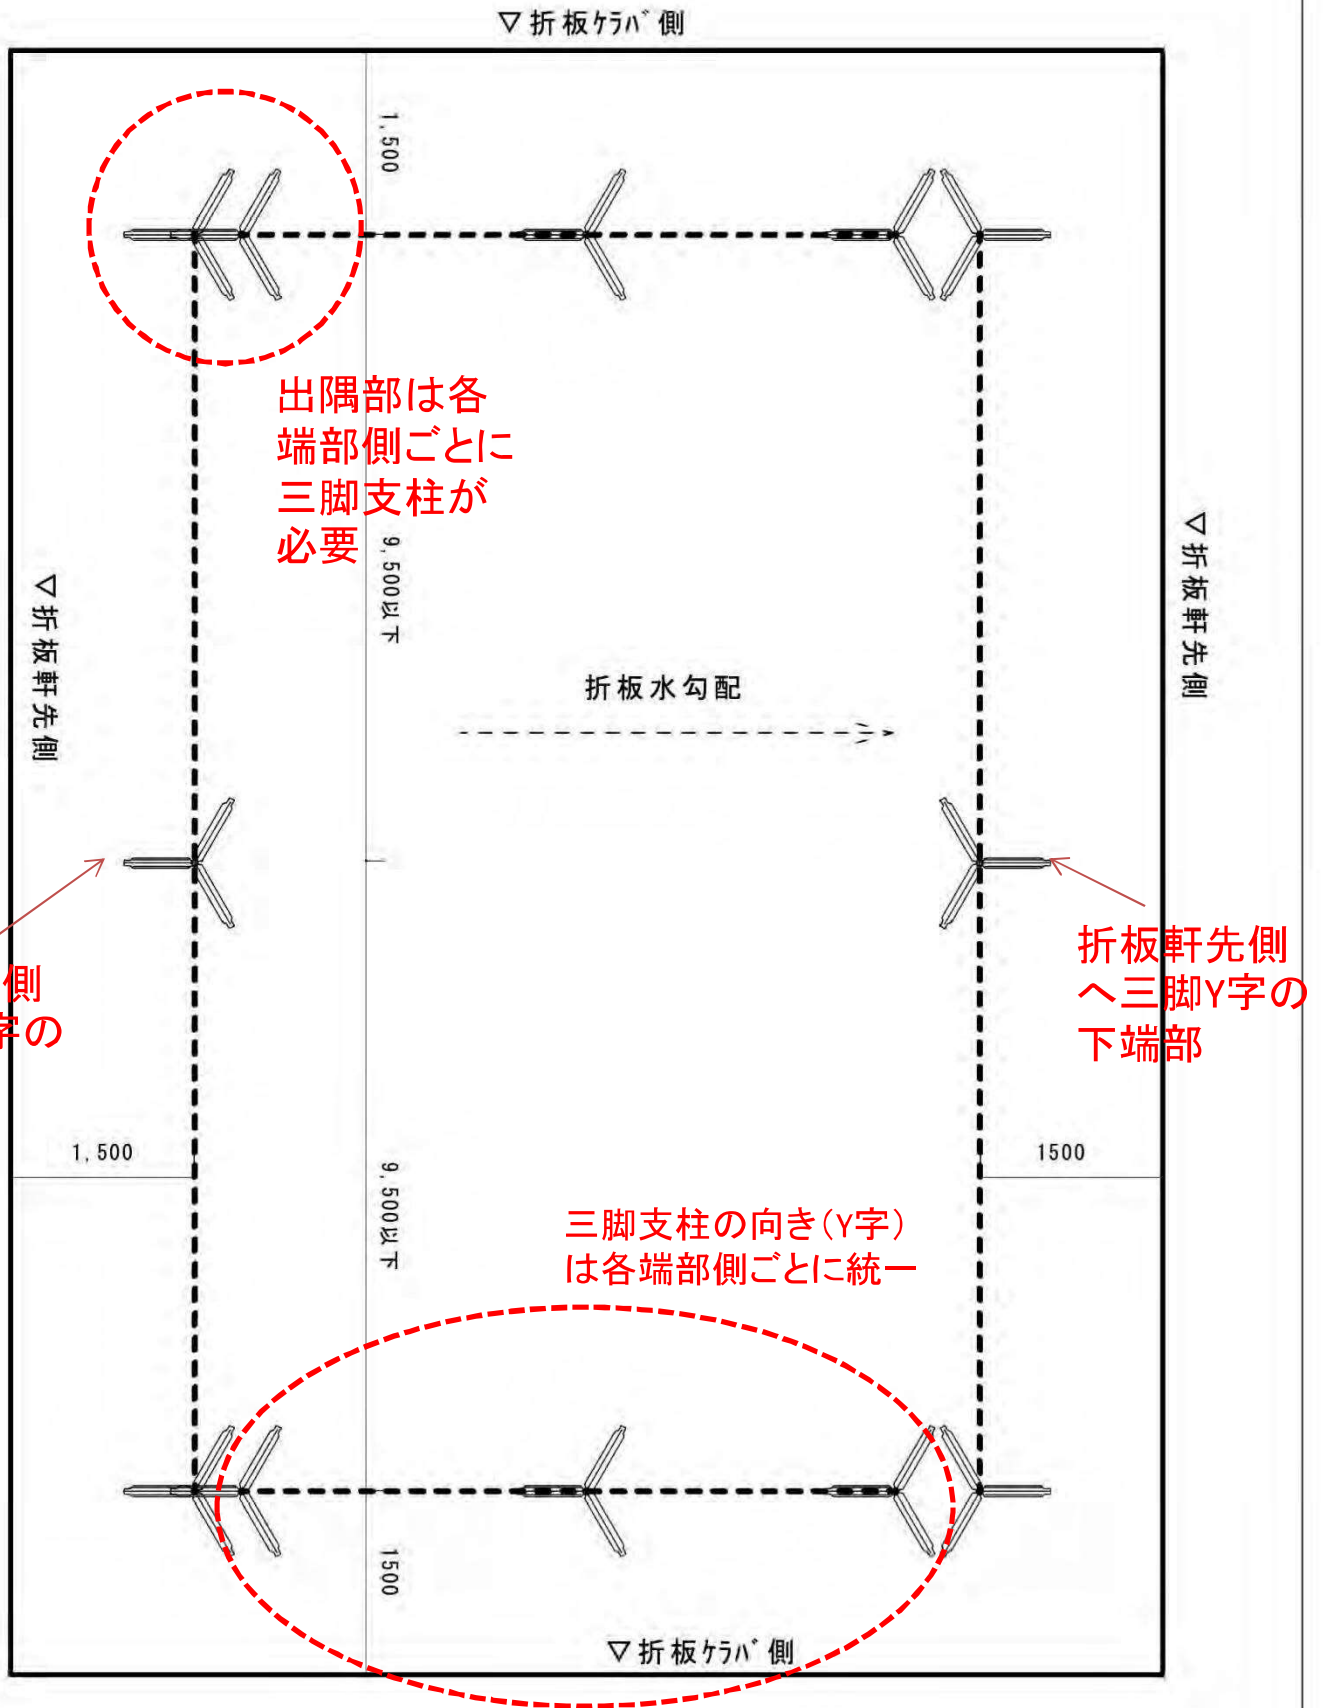 ▽折板ｹﾗﾊﾞ側
1,500
出隅部は各
端部側ごとに
三脚支柱が
必要
9,500以下
▽折板軒先側
▽折板軒先側
折板水勾配
側
字の
折板軒先側
へ三脚Y字の
下端部
1,500
1500
9,500以下
三脚支柱の向き（Y字）
は各端部側ごとに統一
1500
▽折板ｹﾗﾊﾞ側